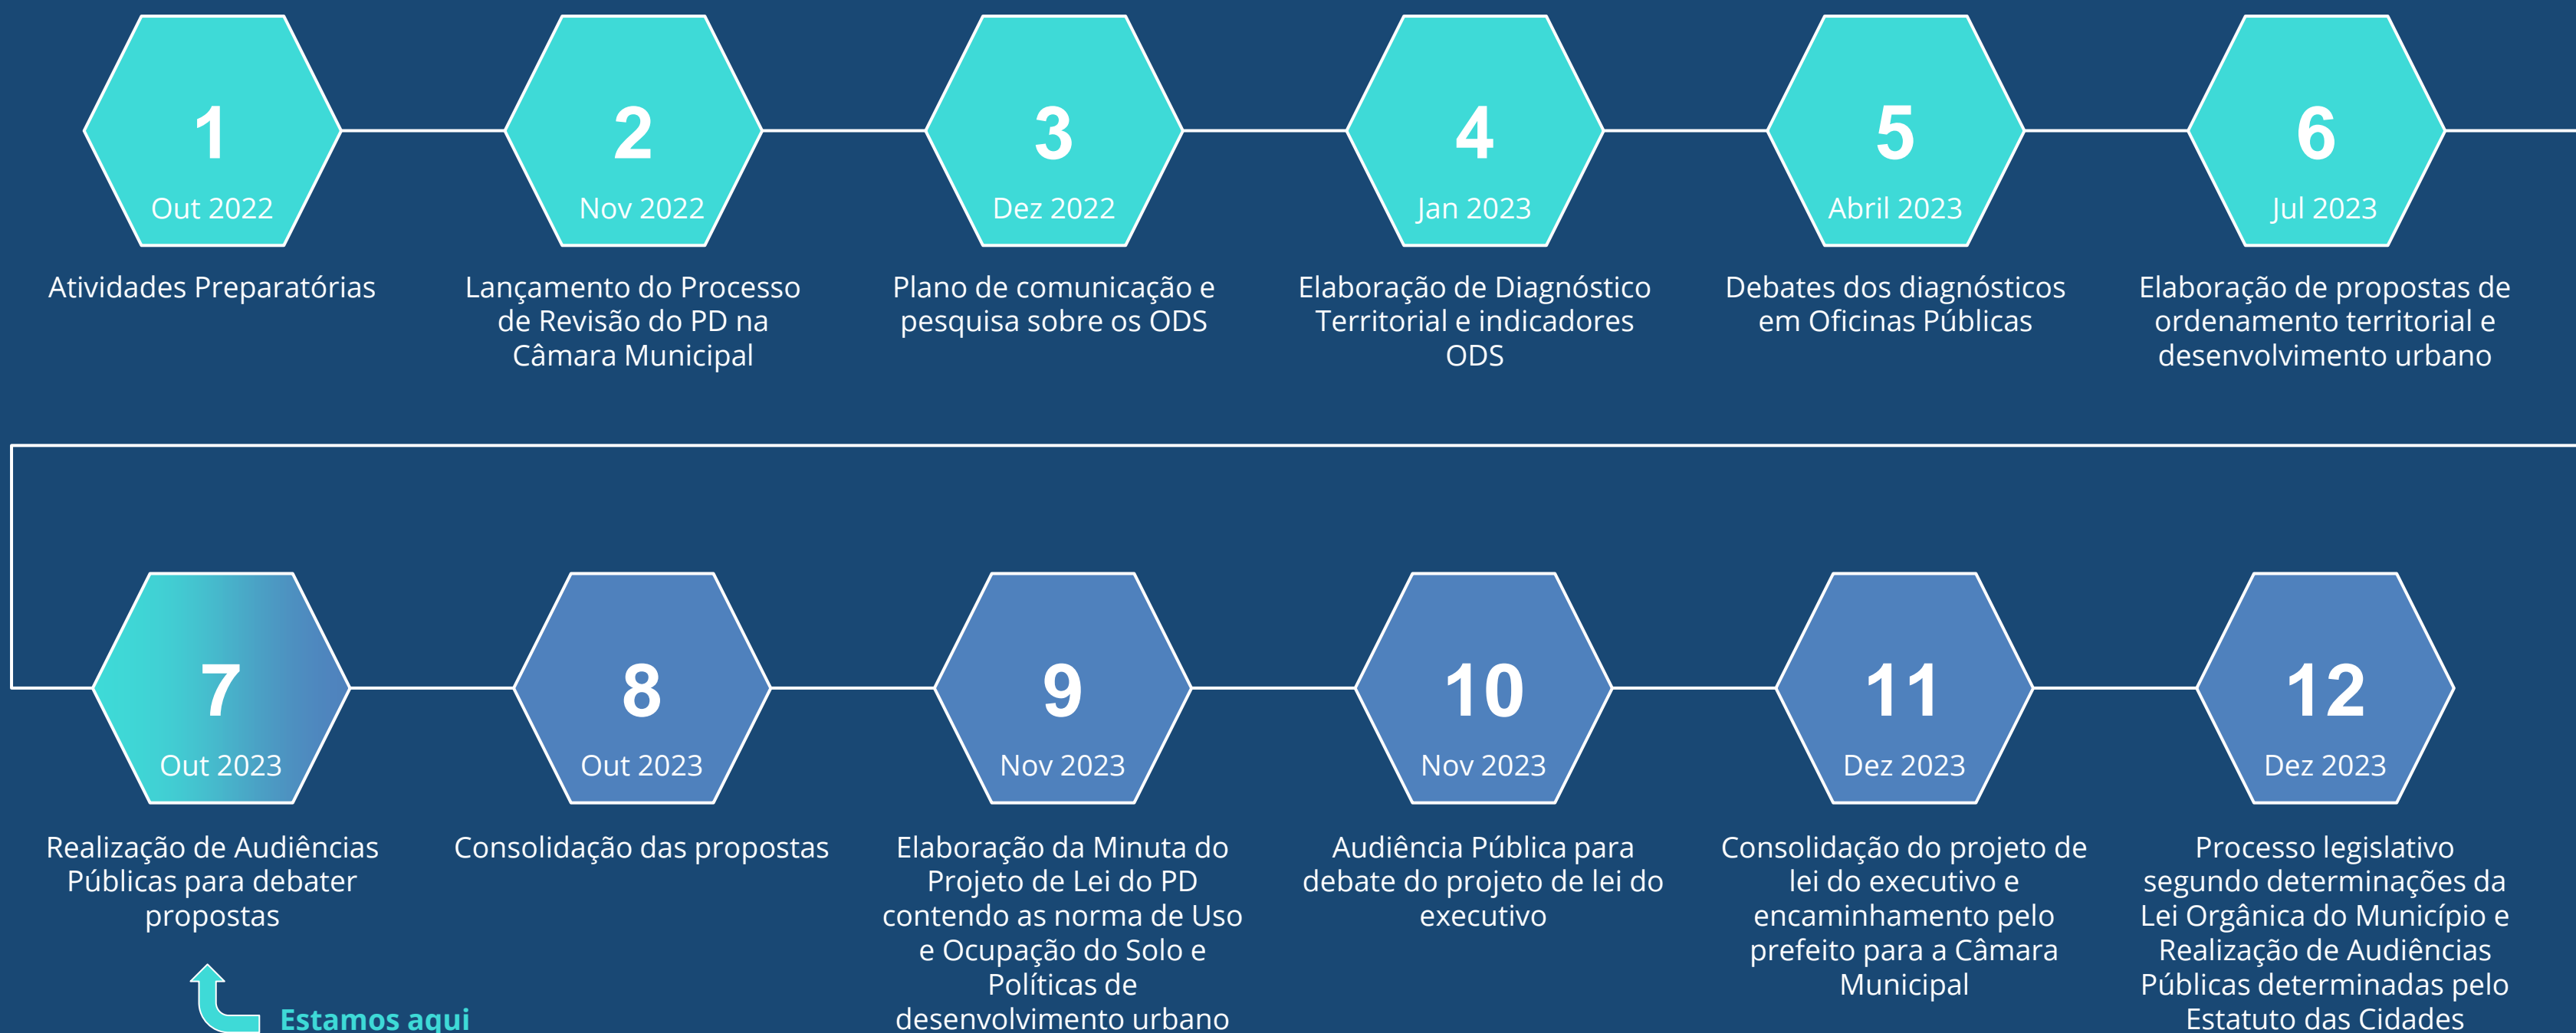 1
Out 2022
Atividades Preparatórias
2
Nov 2022
Lançamento do Processo
de Revisão do PD na
Câmara Municipal
3
Dez 2022
Plano de comunicação e
pesquisa sobre os ODS
4
Jan 2023
Elaboração de Diagnóstico
Territorial e indicadores
ODS
5
Abril 2023
Debates dos diagnósticos
em Oficinas Públicas
6
Jul 2023
Elaboração de propostas de
ordenamento territorial e
desenvolvimento urbano
7
Out 2023
Realização de Audiências
Públicas para debater
propostas
Estamos aqui
8
Out 2023
Consolidação das propostas
9
Nov 2023
Elaboração da Minuta do
Projeto de Lei do PD
contendo as norma de Uso
e Ocupação do Solo e
Políticas de
desenvolvimento urbano
10
Nov 2023
Audiência Pública para
debate do projeto de lei do
executivo
11
Dez 2023
Consolidação do projeto de
lei do executivo e
encaminhamento pelo
prefeito para a Câmara
Municipal
12
Dez 2023
Processo legislativo
segundo determinações da
Lei Orgânica do Município e
Realização de Audiências
Públicas determinadas pelo
Estatuto das Cidades